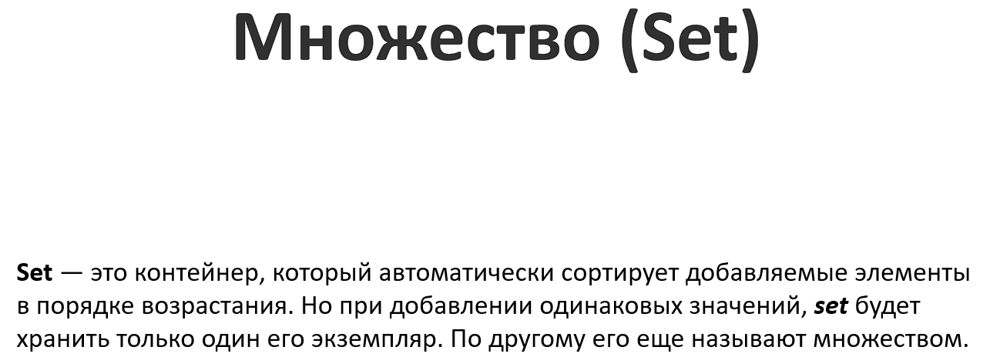 Множество (Set)
Set — это контейнер, который автоматически сортирует добавляемые элементы
в порядке возрастания. Но при добавлении одинаковых значений, set будет
хранить только один его экземпляр. По другому его еще называют множеством.